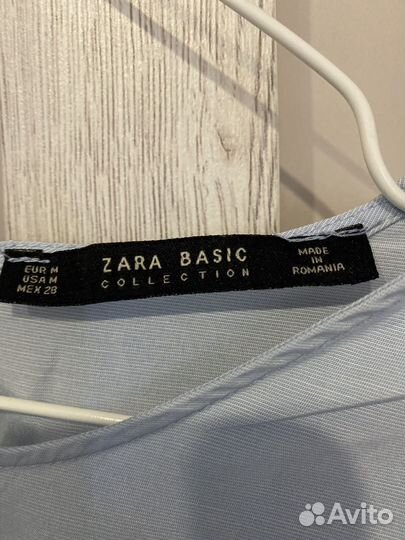 EUR M
USA M
MEX 28
ZARA BASIC
COLLECTION
MADE
IN
ROMANIA
Avito